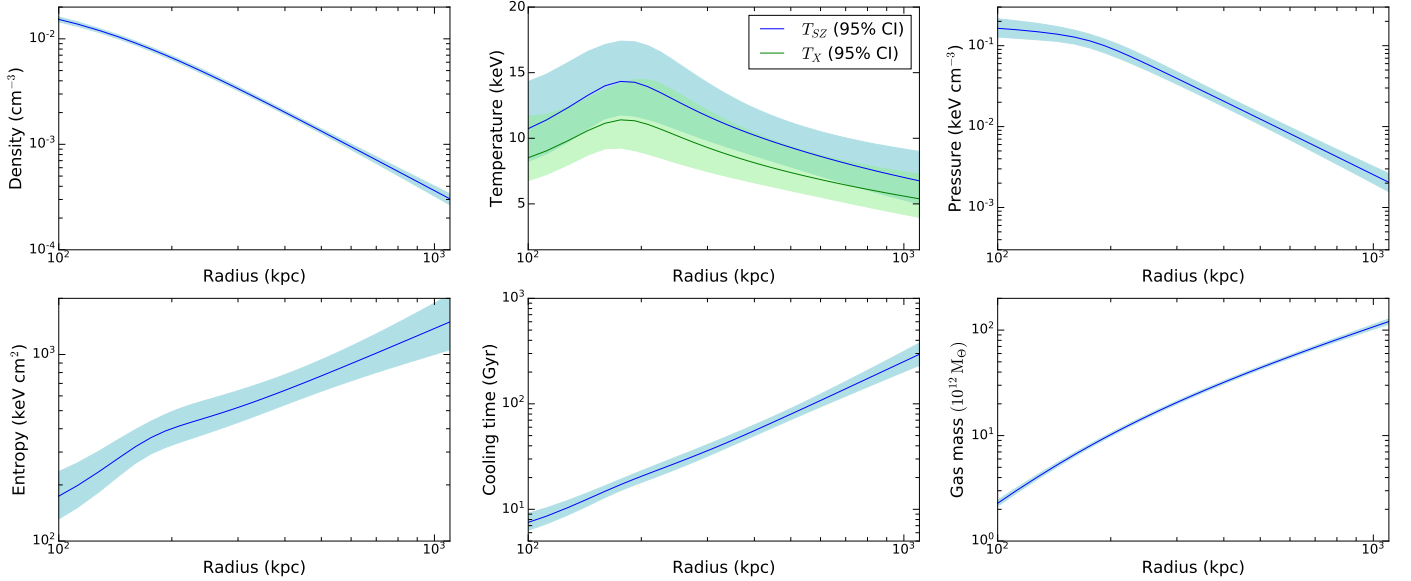 Density (cm⁻³)
10⁻²
10⁻³
10⁻⁴
10²
10³
Radius (kpc)
Temperature (keV)
20
15
10
5
10²
10³
Radius (kpc)
T_SZ (95% CI)
T_X (95% CI)
Pressure (keV cm⁻³)
10⁻¹
10⁻²
10⁻³
10²
10³
Radius (kpc)
Entropy (keV cm²)
10³
10²
10²
10³
Radius (kpc)
Cooling time (Gyr)
10³
10²
10¹
10²
10³
Radius (kpc)
Gas mass (10¹² M_Θ)
10²
10¹
10⁰
10²
10³
Radius (kpc)